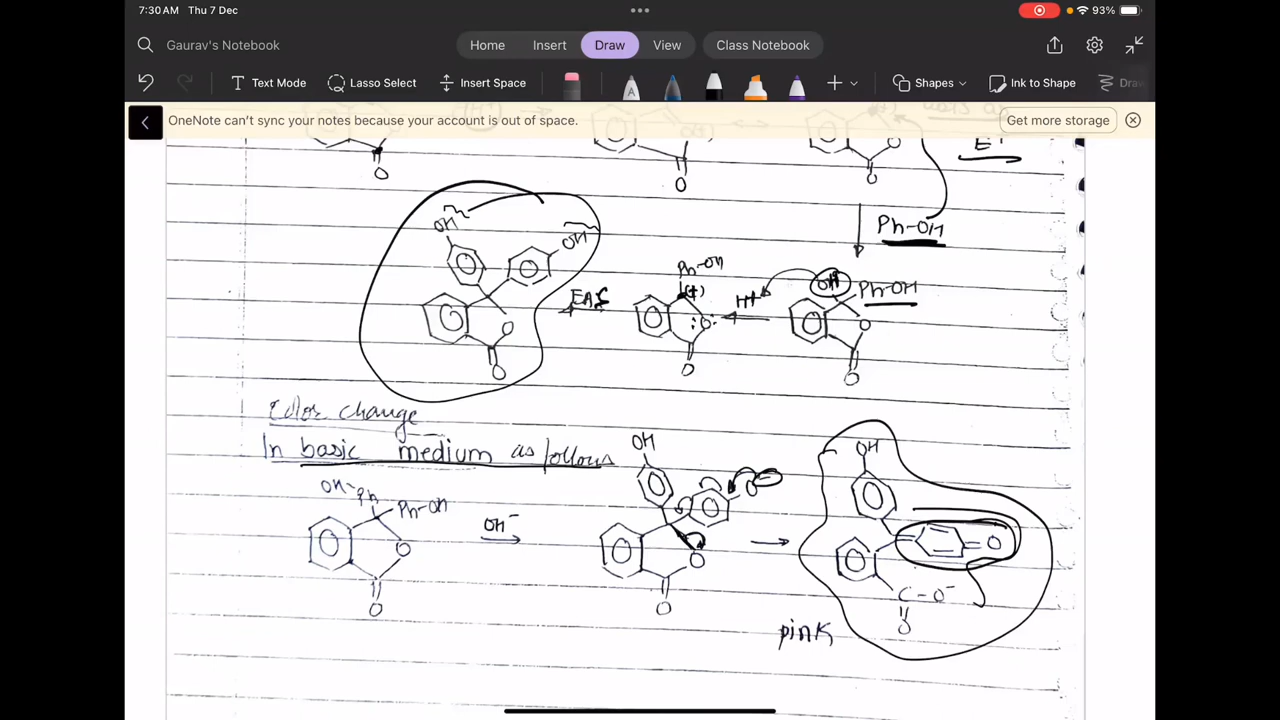 7:30 AM Thu 7 Dec
93%
Gaurav's Notebook
Home Insert Draw View Class Notebook
Text Mode Lasso Select Insert Space Shapes Ink to Shape Draw
OneNote can't sync your notes because your account is out of space. Get more storage
O O O O
Ph-OH
OH OH
Ph-OH (+)
EAS
H+
OH Ph-OH
O O O
O O O
Color change
In basic medium as follows
OH-Ph Ph-OH
OH⁻
OH O⁻
OH
O
O O
C-O⁻
O O O
pink